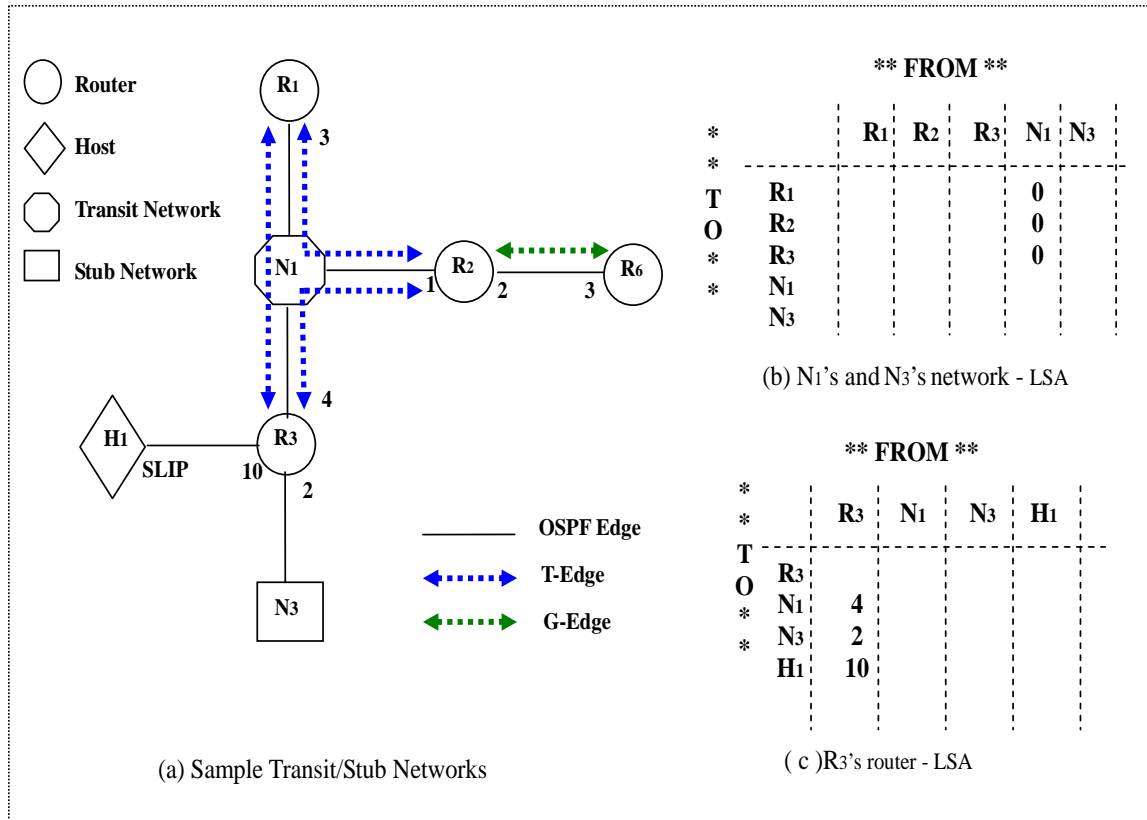 Router
Host
Transit Network
Stub Network
R1
3
N1
R2
1
2
R6
3
4
H1
SLIP
R3
10
2
N3
OSPF Edge
T-Edge
G-Edge
(a) Sample Transit/Stub Networks
** FROM **
* * T O * *
R1 R2 R3 N1 N3
R1 0
R2 0
R3 0
N1
N3
(b) N1's and N3's network - LSA
** FROM **
* * T O * *
R3 N1 N3 H1
R3
N1 4
N3 2
H1 10
( c )R3's router - LSA